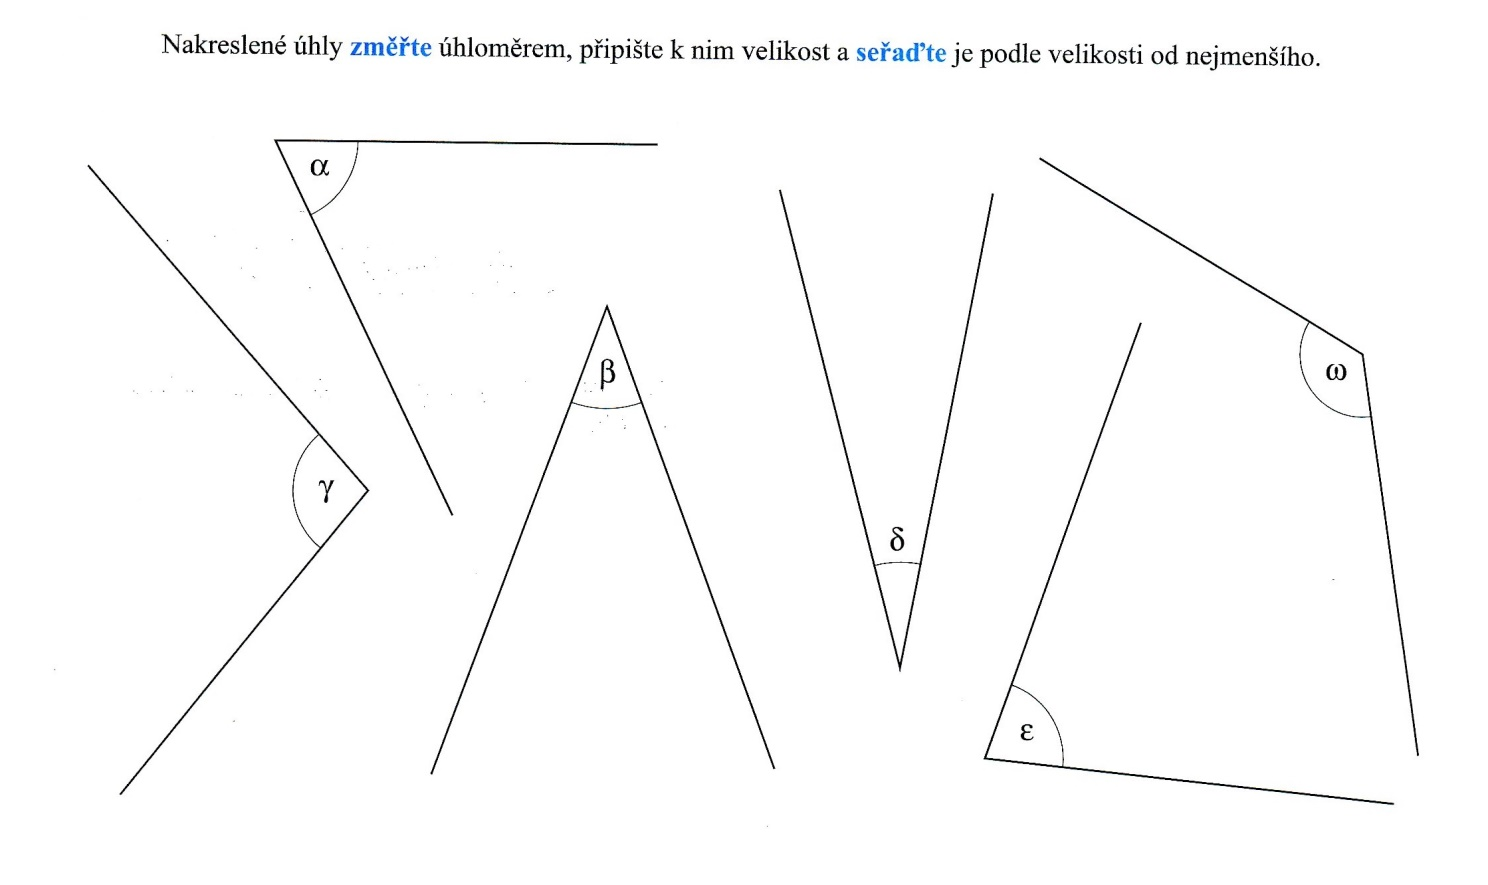 Nakreslené úhly změřte úhloměrem, připište k nim velikost a seřaďte je podle velikosti od nejmenšího.
α
β
γ
δ
ω
ε